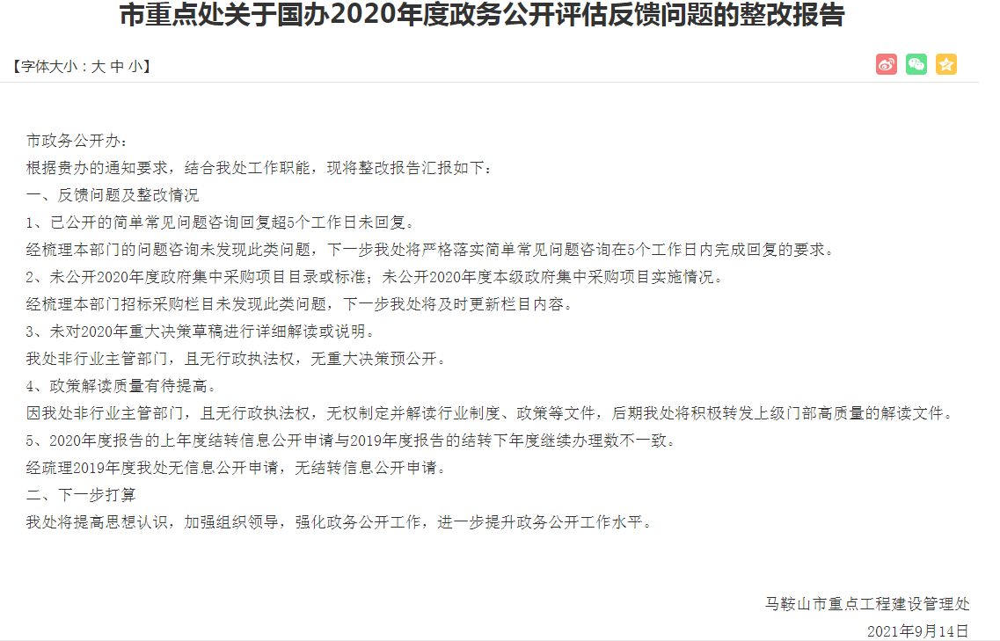 市重点处关于国办2020年度政务公开评估反馈问题的整改报告
【字体大小：大 中 小】
市政务公开办：
根据贵办的通知要求，结合我处工作职能，现将整改报告汇报如下：
一、反馈问题及整改情况
1、已公开的简单常见问题咨询回复超5个工作日未回复。
经梳理本部门的问题咨询未发现此类问题，下一步我处将严格落实简单常见问题咨询在5个工作日内完成回复的要求。
2、未公开2020年度政府集中采购项目目录或标准；未公开2020年度本级政府集中采购项目实施情况。
经梳理本部门招标采购栏目未发现此类问题，下一步我处将及时更新栏目内容。
3、未对2020年重大决策草稿进行详细解读或说明。
我处非行业主管部门，且无行政执法权，无重大决策预公开。
4、政策解读质量有待提高。
因我处非行业主管部门，且无行政执法权，无权制定并解读行业制度、政策等文件，后期我处将积极转发上级门部高质量的解读文件。
5、2020年度报告的上年度结转信息公开申请与2019年度报告的结转下年度继续办理数不一致。
经疏理2019年度我处无信息公开申请，无结转信息公开申请。
二、下一步打算
我处将提高思想认识，加强组织领导，强化政务公开工作，进一步提升政务公开工作水平。
马鞍山市重点工程建设管理处
2021年9月14日